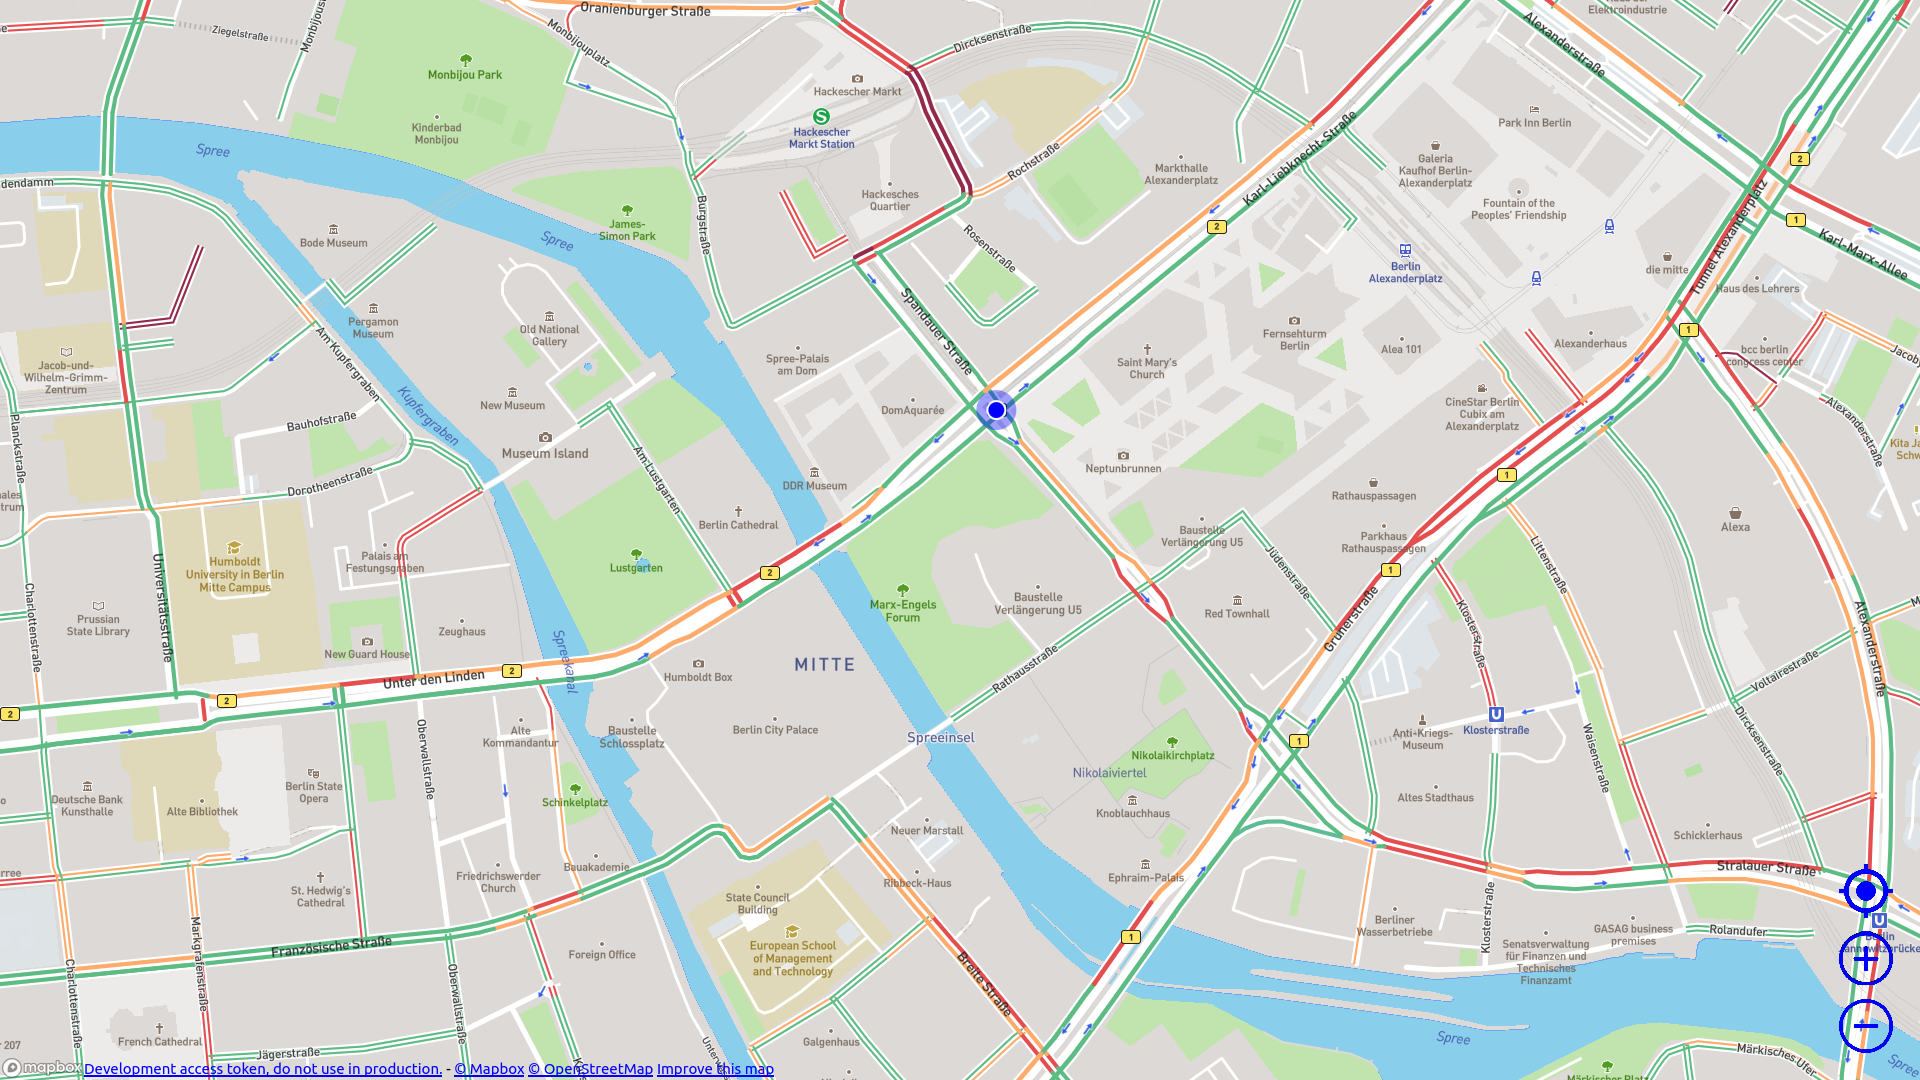 Oranienburger Straße
Ziegelstraße
Monbijouplatz
Dircksenstraße
Elektroindustrie
Alexanderstraße
Monbijou Park
Hackescher Markt
Hackescher
Markt Station
Kinderbad
Monbijou
Park Inn Berlin
Spree
Rochstraße
Karl-Liebknecht-Straße
Markthalle
Alexanderplatz
Galeria
Kaufhof Berlin-
Alexanderplatz
2
Hackesches
Quartier
Fountain of the
Peoples' Friendship
dendamm
James-
Simon Park
Burgstraße
2
1
Bode Museum
Spree
Rosenstraße
Karl-Marx-Allee
Berlin
Alexanderplatz
die mitte
Tunnel Alexanderplatz
Haus des Lehrers
Pergamon
Museum
Old National
Gallery
Spandauer Straße
Fernsehturm
Berlin
1
Alea 101
Alexanderhaus
bcc berlin
congress center
Am Kupfergraben
Jacob-und-
Wilhelm-Grimm-
Zentrum
Spree-Palais
am Dom
Saint Mary's
Church
New Museum
Kupfergraben
DomAquarée
CineStar Berlin
Cubix am
Alexanderplatz
Alexanderstraße
Bauhofstraße
Planckstraße
Museum Island
Am Lustgarten
Neptunbrunnen
Dorotheenstraße
DDR Museum
1
Rathauspassagen
Berlin Cathedral
Baustelle
Verlängerung U5
Alexa
Parkhaus
Rathauspassagen
Humboldt
University in Berlin
Mitte Campus
Palais am
Festungsgraben
Lustgarten
2
1
Jüdenstraße
Littenstraße
Universitätsstraße
Charlottenstraße
Prussian
State Library
Marx-Engels
Forum
Baustelle
Verlängerung U5
Red Townhall
Grunerstraße
Klosterstraße
Alexanderstraße
Zeughaus
New Guard House
Spreekanal
MITTE
Rathausstraße
Voltairestraße
Unter den Linden
2
Humboldt Box
2
2
Alte
Kommandantur
Baustelle
Schlossplatz
Berlin City Palace
Spreeinsel
Nikolaikirchplatz
1
Anti-Kriegs-
Museum
Klosterstraße
Waisenstraße
Dircksenstraße
Oberwallstraße
Nikolaiviertel
Deutsche Bank
Kunsthalle
Berlin State
Opera
Alte Bibliothek
Schinkelplatz
Knoblauchhaus
Altes Stadthaus
Neuer Marstall
Schicklerhaus
Bauakademie
Stralauer Straße
St. Hedwig's
Cathedral
Friedrichswerder
Church
Ribbeck-Haus
Ephraim-Palais
State Council
Building
Berliner
Wasserbetriebe
Klosterstraße
GASAG business
premises
Rolandufer
1
Berlin
Markgrafenstraße
Französische Straße
Foreign Office
European School
of Management
and Technology
Senatsverwaltung
für Finanzen und
Technisches
Finanzamt
Breite Straße
Charlottenstraße
Oberwallstraße
French Cathedral
Jägerstraße
Galgenhaus
Spree
Märkisches Ufer
Spree
Märkischer Platz
mapbox Development access token, do not use in production. - © Mapbox © OpenStreetMap Improve this map